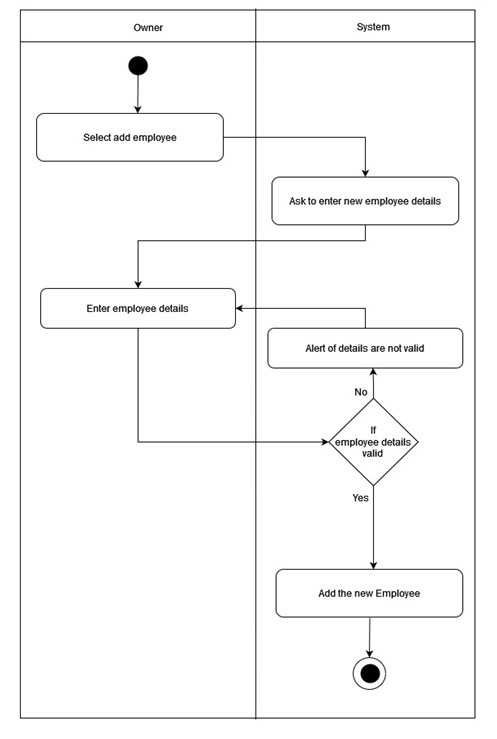 Owner
System
Select add employee
Ask to enter new employee details
Enter employee details
Alert of details are not valid
No
If
employee details
valid
Yes
Add the new Employee